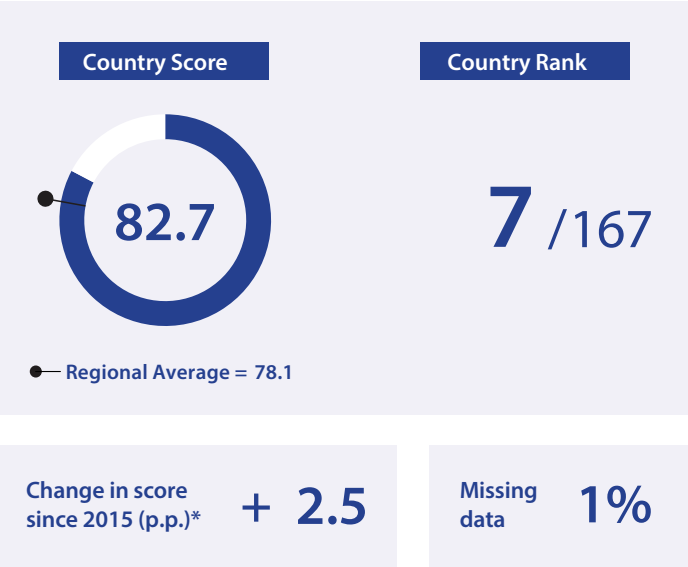 Country Score
Country Rank
82.7
7 /167
Regional Average = 78.1
Change in score
since 2015 (p.p.)*
+ 2.5
Missing
data
1%